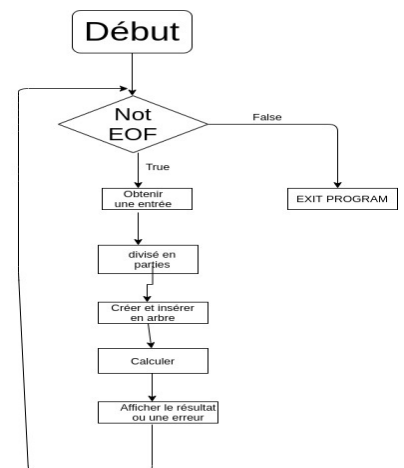 Début
Not
EOF
False
True
Obtenir
une entrée
EXIT PROGRAM
divisé en
parties
Créer et insérer
en arbre
Calculer
Afficher le résultat
ou une erreur